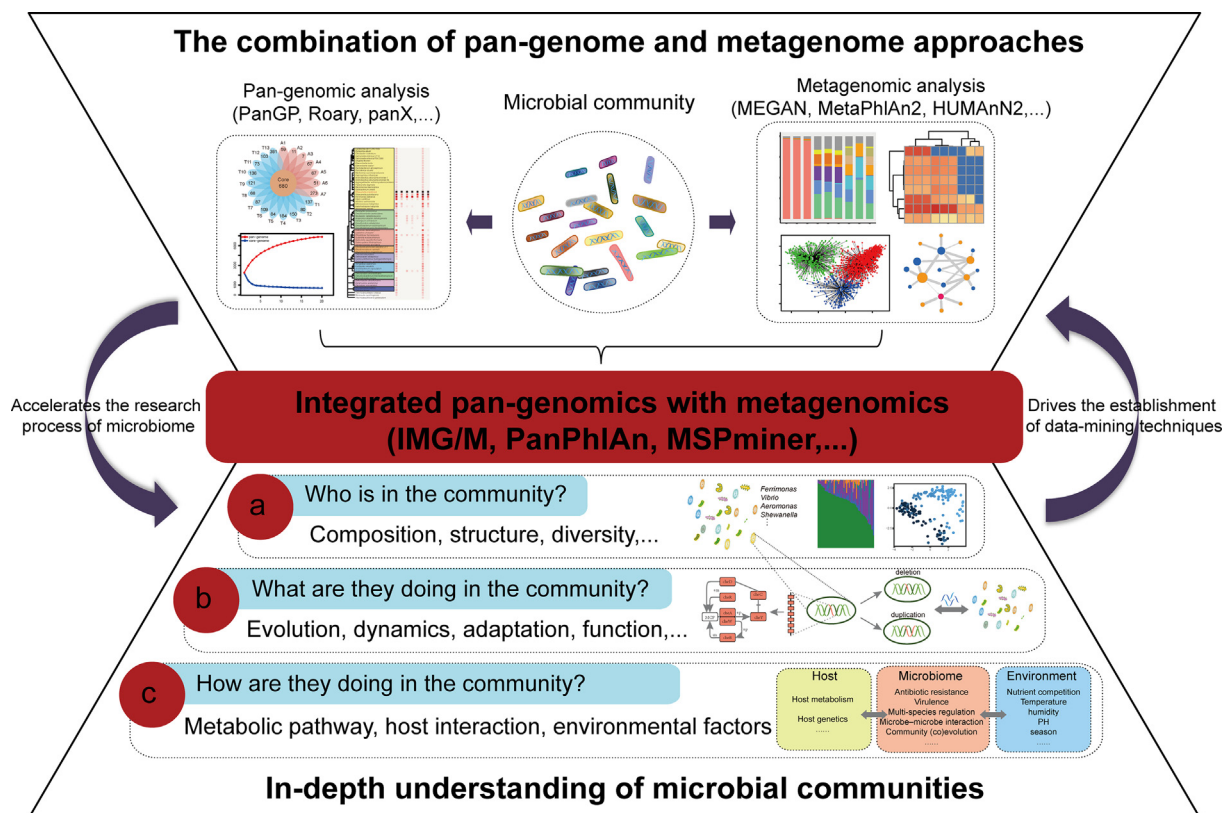 The combination of pan-genome and metagenome approaches
Pan-genomic analysis
(PanGP, Roary, panX,...)
Microbial community
Metagenomic analysis
(MEGAN, MetaPhlAn2, HUMAnN2,...)
Core
pan genome
core genome
Accelerates the research
process of microbiome
Integrated pan-genomics with metagenomics
(IMG/M, PanPhlAn, MSPminer,...)
Drives the establishment
of data-mining techniques
a
Who is in the community?
Composition, structure, diversity,...
Ferrimonas
Vibrio
Aeromonas
Shewanella
b
What are they doing in the community?
Evolution, dynamics, adaptation, function,...
deletion
duplication
c
How are they doing in the community?
Metabolic pathway, host interaction, environmental factors
Host
Host metabolism
Host genetics
......
Microbiome
Antibiotic resistance
Virulence
Multi-species regulation
Microbe–microbe interaction
Community (co)evolution
......
Environment
Nutrient competition
Temperature
humidity
PH
season
......
In-depth understanding of microbial communities